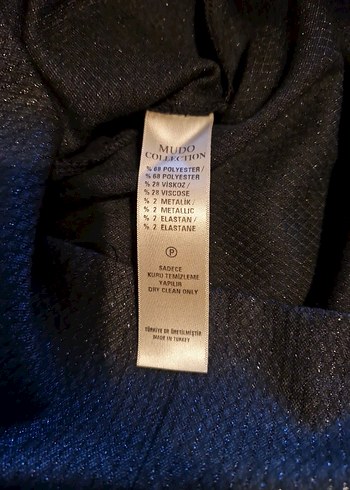 MUDO
COLLECTION
% 68 POLYESTER /
% 68 POLYESTER
% 28 VİSKOZ /
% 28 VISCOSE
% 2 METALİK /
% 2 METALLIC
% 2 ELASTAN /
% 2 ELASTANE
P
SADECE
KURU TEMİZLEME
YAPILIR
DRY CLEAN ONLY
TÜRKİYE'DE ÜRETİLMİŞTİR
MADE IN TURKEY